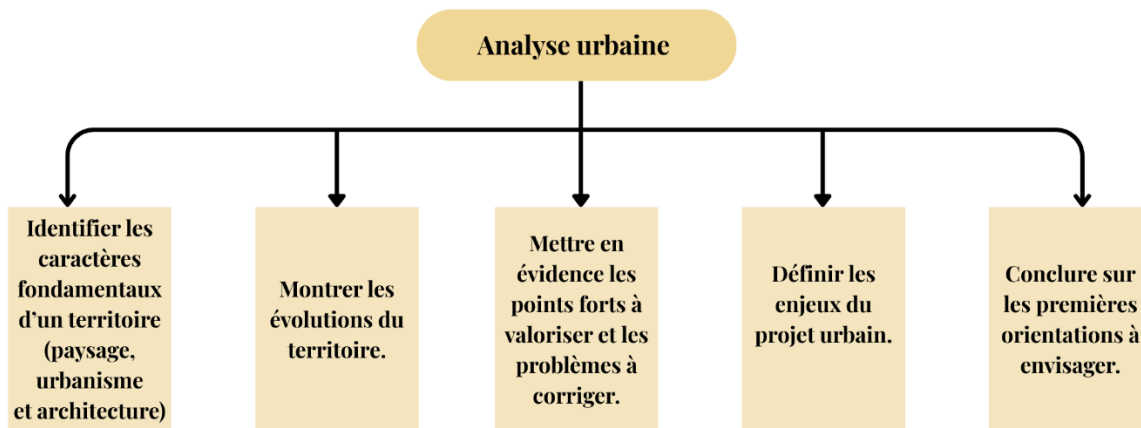 Analyse urbaine
Identifier les
caractères
fondamentaux
d’un territoire
(paysage,
urbanisme
et architecture)
Montrer les
évolutions du
territoire.
Mettre en
évidence les
points forts à
valoriser et les
problèmes à
corriger.
Définir les
enjeux du
projet urbain.
Conclure sur
les premières
orientations à
envisager.